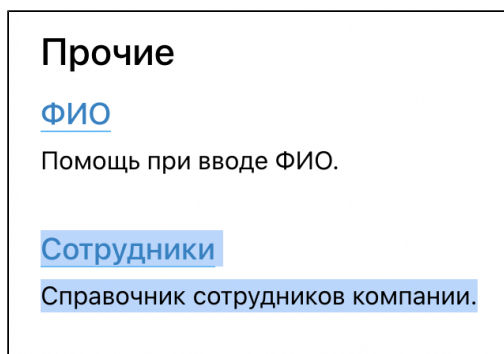 Прочие
ФИО
Помощь при вводе ФИО.
Сотрудники
Справочник сотрудников компании.